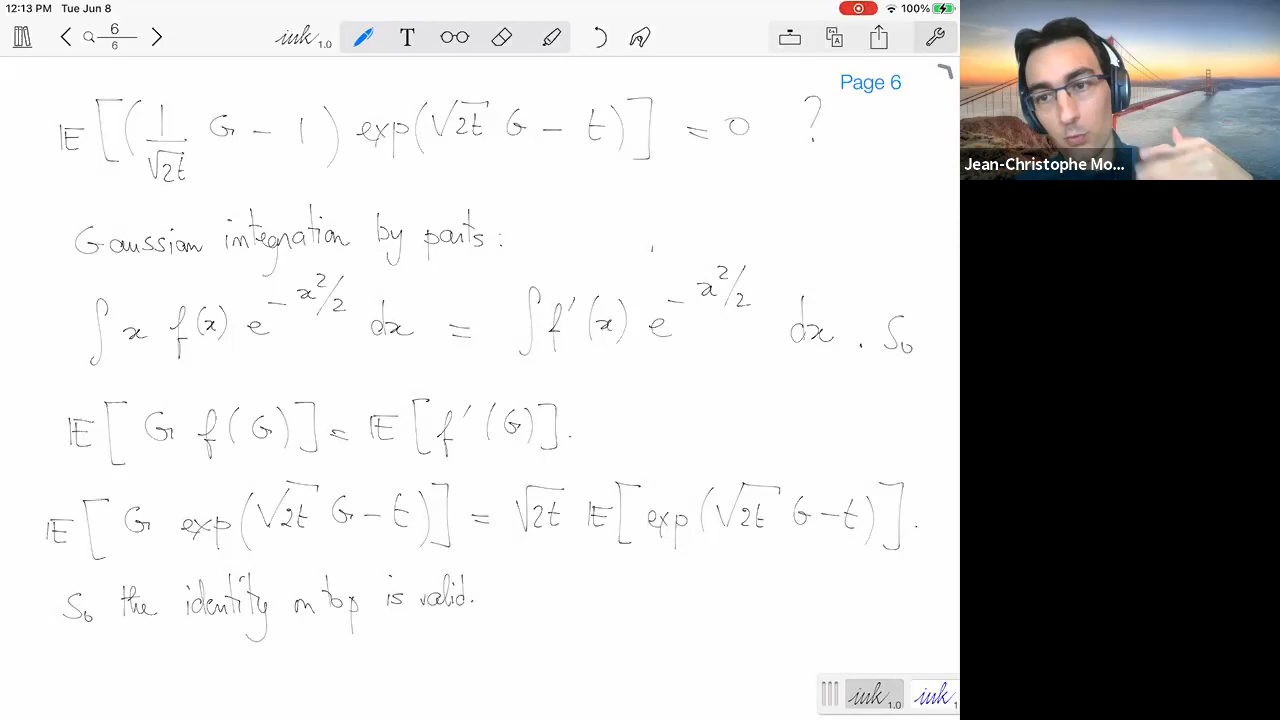 12:13 PM Tue Jun 8
100%
6
6
ink 1.0
T
Page 6
𝔼[(1/√2t G − 1) exp(√2t G − t)] = 0 ?
Gaussian integration by parts :
∫ x f(x) e^{-x²/2} dx = ∫ f'(x) e^{-x²/2} dx . So
𝔼[G f(G)] = 𝔼[f'(G)].
𝔼[G exp(√2t G − t)] = √2t 𝔼[exp(√2t G − t)].
So the identity on top is valid.
ink 1.0
ink 1.
Jean-Christophe Mo...